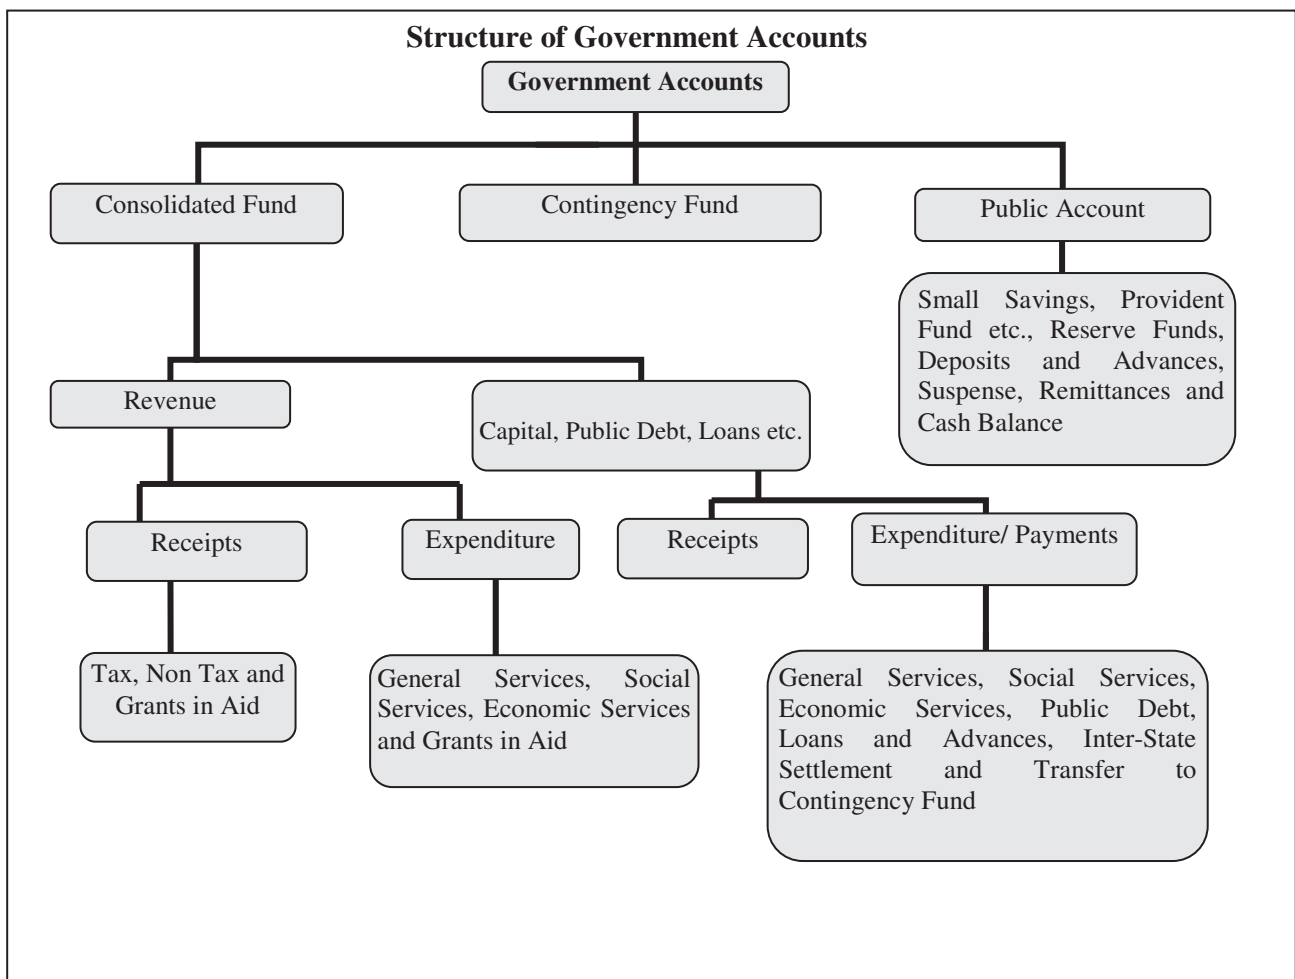 Structure of Government Accounts
Government Accounts
Consolidated Fund
Contingency Fund
Public Account
Small Savings, Provident
Fund etc., Reserve Funds,
Deposits and Advances,
Suspense, Remittances and
Cash Balance
Revenue
Capital, Public Debt, Loans etc.
Receipts
Expenditure
Receipts
Expenditure/ Payments
Tax, Non Tax and
Grants in Aid
General Services, Social
Services, Economic Services
and Grants in Aid
General Services, Social Services,
Economic Services, Public Debt,
Loans and Advances, Inter-State
Settlement and Transfer to
Contingency Fund